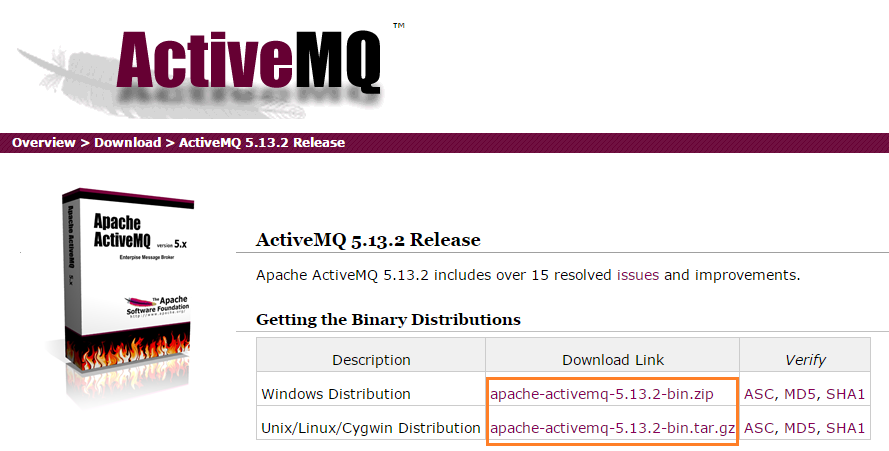 ActiveMQ™
Overview > Download > ActiveMQ 5.13.2 Release
Apache ActiveMQ 5.x
Apache
ActiveMQ version 5.x
Enterpise Message Broker
The Apache
Software Foundation
http://www.apache.org/
ActiveMQ 5.13.2 Release
Apache ActiveMQ 5.13.2 includes over 15 resolved issues and improvements.
Getting the Binary Distributions
Description Download Link Verify
Windows Distribution apache-activemq-5.13.2-bin.zip ASC, MD5, SHA1
Unix/Linux/Cygwin Distribution apache-activemq-5.13.2-bin.tar.gz ASC, MD5, SHA1